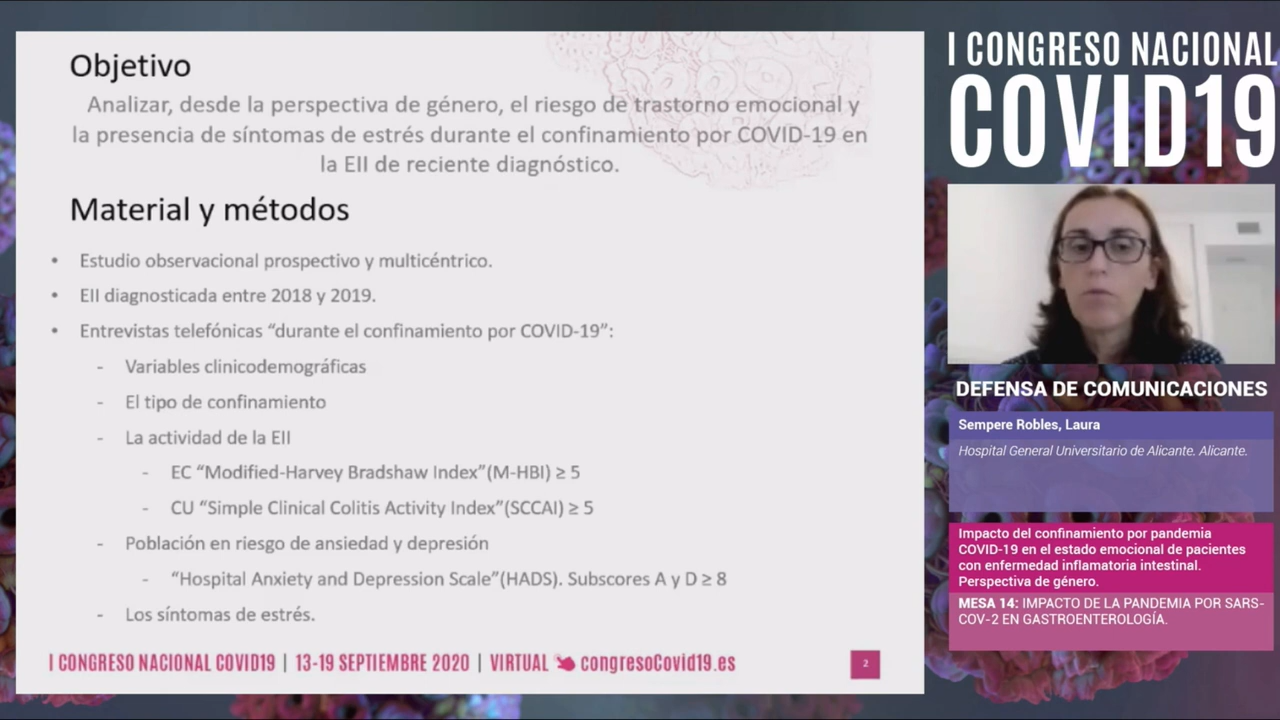 Objetivo
Analizar, desde la perspectiva de género, el riesgo de trastorno emocional y
la presencia de síntomas de estrés durante el confinamiento por COVID-19 en
la EII de reciente diagnóstico.
Material y métodos
• Estudio observacional prospectivo y multicéntrico.
• EII diagnosticada entre 2018 y 2019.
• Entrevistas telefónicas “durante el confinamiento por COVID-19”:
- Variables clinicodemográficas
- El tipo de confinamiento
- La actividad de la EII
- EC “Modified-Harvey Bradshaw Index”(M-HBI) ≥ 5
- CU “Simple Clinical Colitis Activity Index”(SCCAI) ≥ 5
- Población en riesgo de ansiedad y depresión
- “Hospital Anxiety and Depression Scale”(HADS). Subscores A y D ≥ 8
- Los síntomas de estrés.
I CONGRESO NACIONAL COVID19 | 13-19 SEPTIEMBRE 2020 | VIRTUAL congresoCovid19.es
2
I CONGRESO NACIONAL
COVID19
DEFENSA DE COMUNICACIONES
Sempere Robles, Laura
Hospital General Universitario de Alicante. Alicante.
Impacto del confinamiento por pandemia
COVID-19 en el estado emocional de pacientes
con enfermedad inflamatoria intestinal.
Perspectiva de género.
MESA 14: IMPACTO DE LA PANDEMIA POR SARS-
COV-2 EN GASTROENTEROLOGÍA.